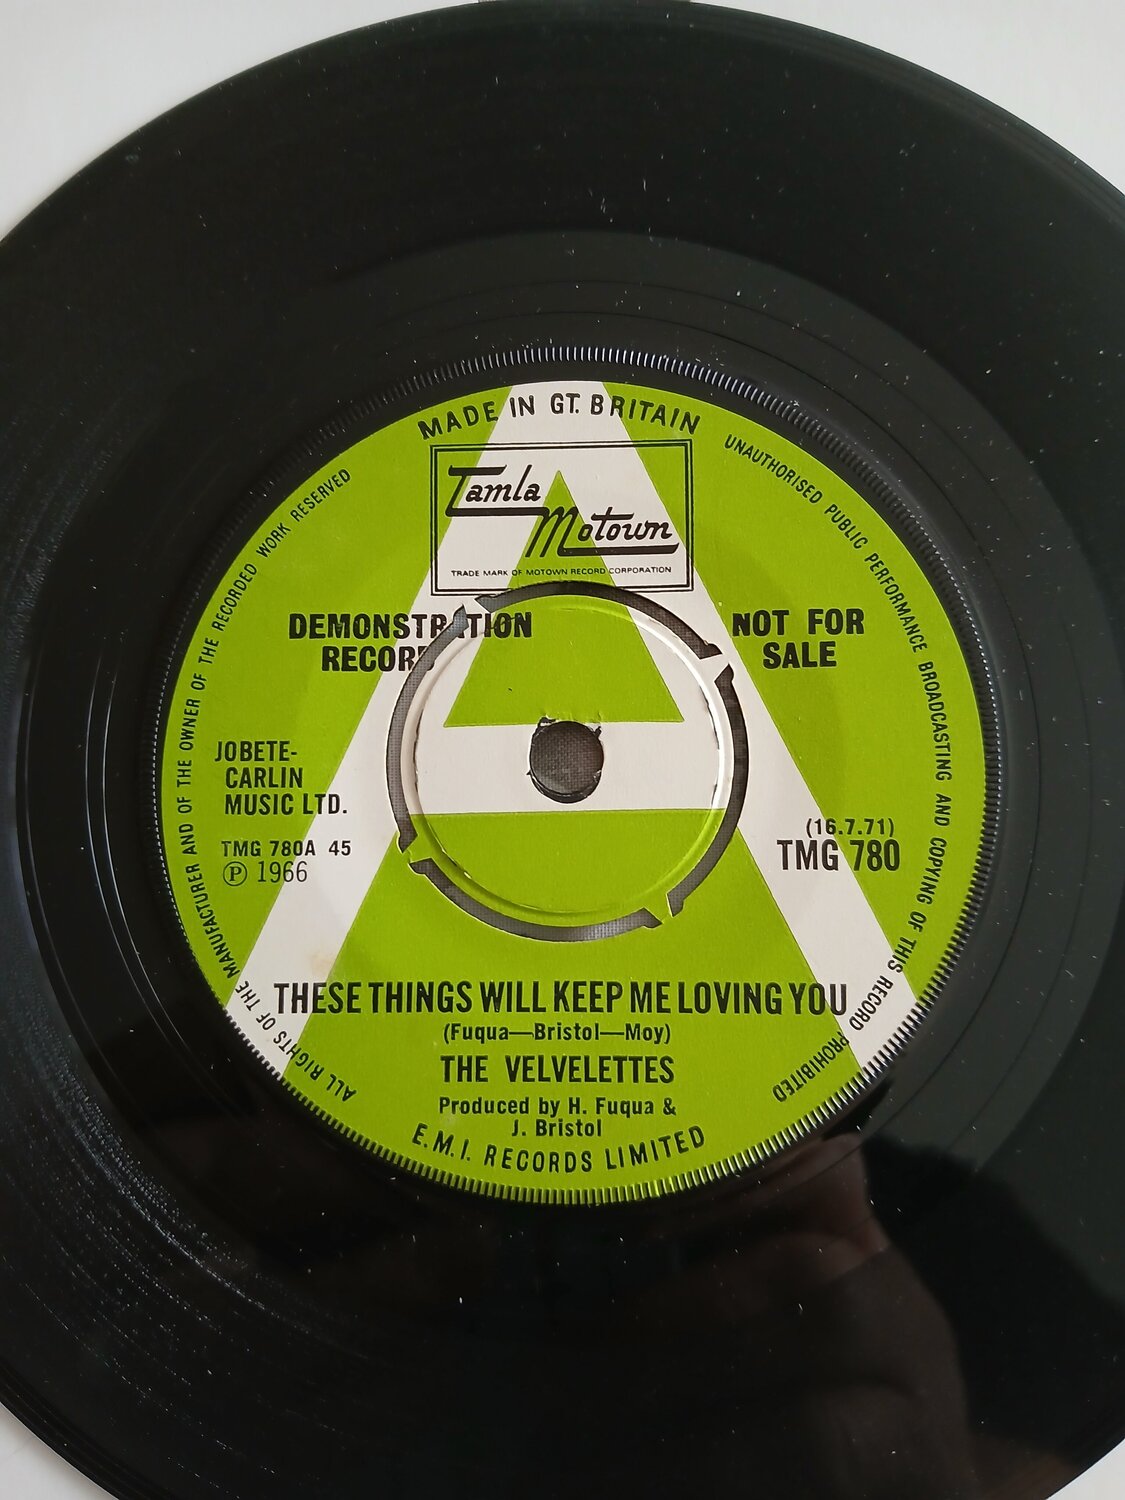 MADE IN GT. BRITAIN
Tamla
Motown
TRADE MARK OF MOTOWN RECORD CORPORATION
DEMONSTRATION
RECORD
NOT FOR
SALE
JOBETE-
CARLIN
MUSIC LTD.
TMG 780A 45
℗ 1966
(16.7.71)
TMG 780
THESE THINGS WILL KEEP ME LOVING YOU
(Fuqua—Bristol—Moy)
THE VELVELETTES
Produced by H. Fuqua &
J. Bristol
E.M.I. RECORDS LIMITED
ALL RIGHTS OF THE MANUFACTURER AND OF THE OWNER OF THE RECORDED WORK RESERVED
UNAUTHORISED PUBLIC PERFORMANCE BROADCASTING AND COPYING OF THIS RECORD PROHIBITED